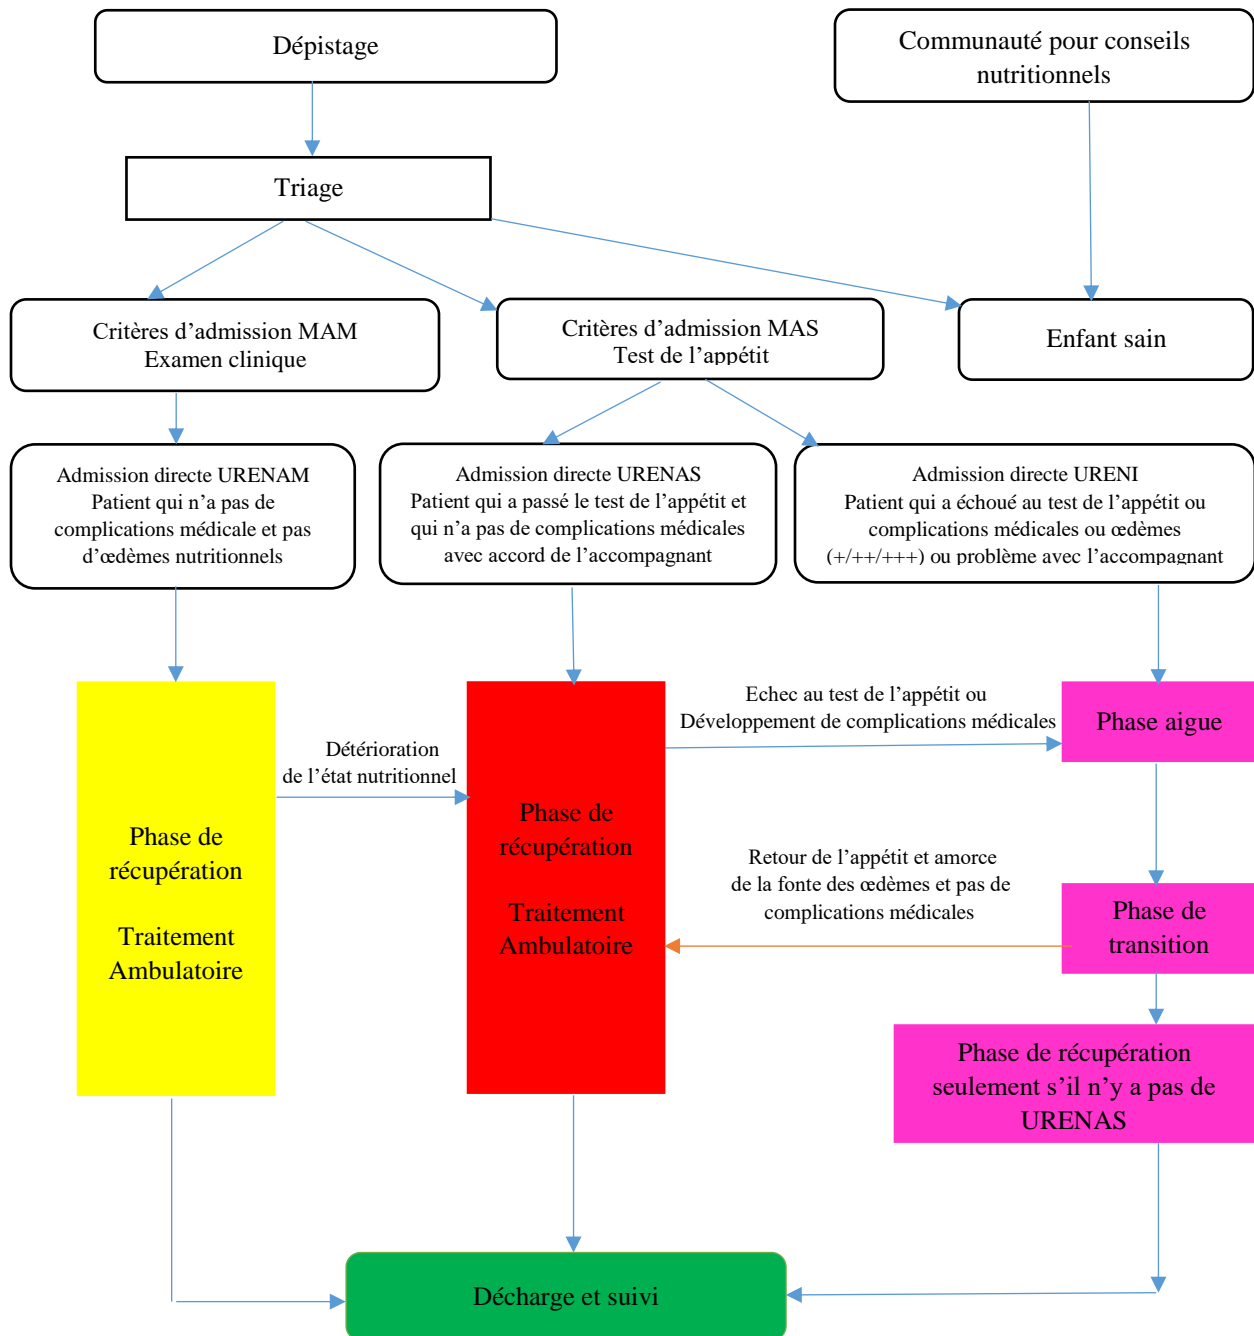 Dépistage
Communauté pour conseils
nutritionnels
Triage
Critères d’admission MAM
Examen clinique
Critères d’admission MAS
Test de l’appétit
Enfant sain
Admission directe URENAM
Patient qui n’a pas de
complications médicale et pas
d’œdèmes nutritionnels
Admission directe URENAS
Patient qui a passé le test de l’appétit et
qui n’a pas de complications médicales
avec accord de l’accompagnant
Admission directe URENI
Patient qui a échoué au test de l’appétit ou
complications médicales ou œdèmes
(+/++/+++) ou problème avec l’accompagnant
Phase de
récupération
Traitement
Ambulatoire
Détérioration
de l’état nutritionnel
Phase de
récupération
Traitement
Ambulatoire
Echec au test de l’appétit ou
Développement de complications médicales
Phase aigue
Retour de l’appétit et amorce
de la fonte des œdèmes et pas de
complications médicales
Phase de
transition
Phase de récupération
seulement s’il n’y a pas de
URENAS
Décharge et suivi